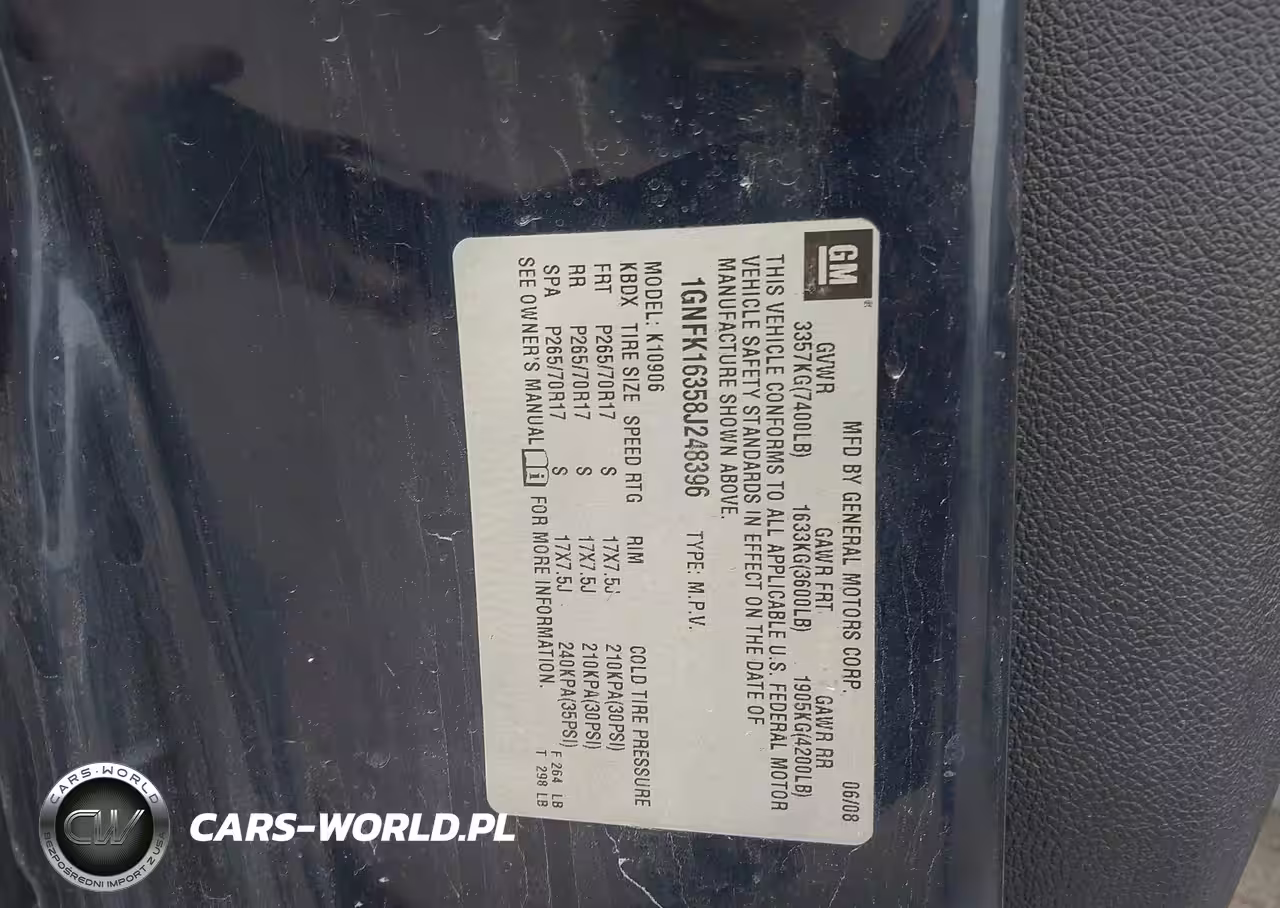 GM
MFD BY GENERAL MOTORS CORP. 06/08
GVWR GAWR FRT GAWR RR
3357KG(7400LB) 1633KG(3600LB) 1905KG(4200LB)
THIS VEHICLE CONFORMS TO ALL APPLICABLE U.S. FEDERAL MOTOR
VEHICLE SAFETY STANDARDS IN EFFECT ON THE DATE OF
MANUFACTURE SHOWN ABOVE.
1GNFK16358J248396 TYPE: M.P.V.
MODEL: K10906
KBDX TIRE SIZE SPEED RTG RIM COLD TIRE PRESSURE
FRT P265/70R17 S 17X7.5J 210KPA(30PSI)
RR P265/70R17 S 17X7.5J 210KPA(30PSI)
SPA P265/70R17 S 17X7.5J 240KPA(35PSI) F 264 LB
SEE OWNER'S MANUAL i FOR MORE INFORMATION. T 298 LB
CARS-WORLD
CW
BEZPOŚREDNI IMPORT Z USA
CARS-WORLD.PL